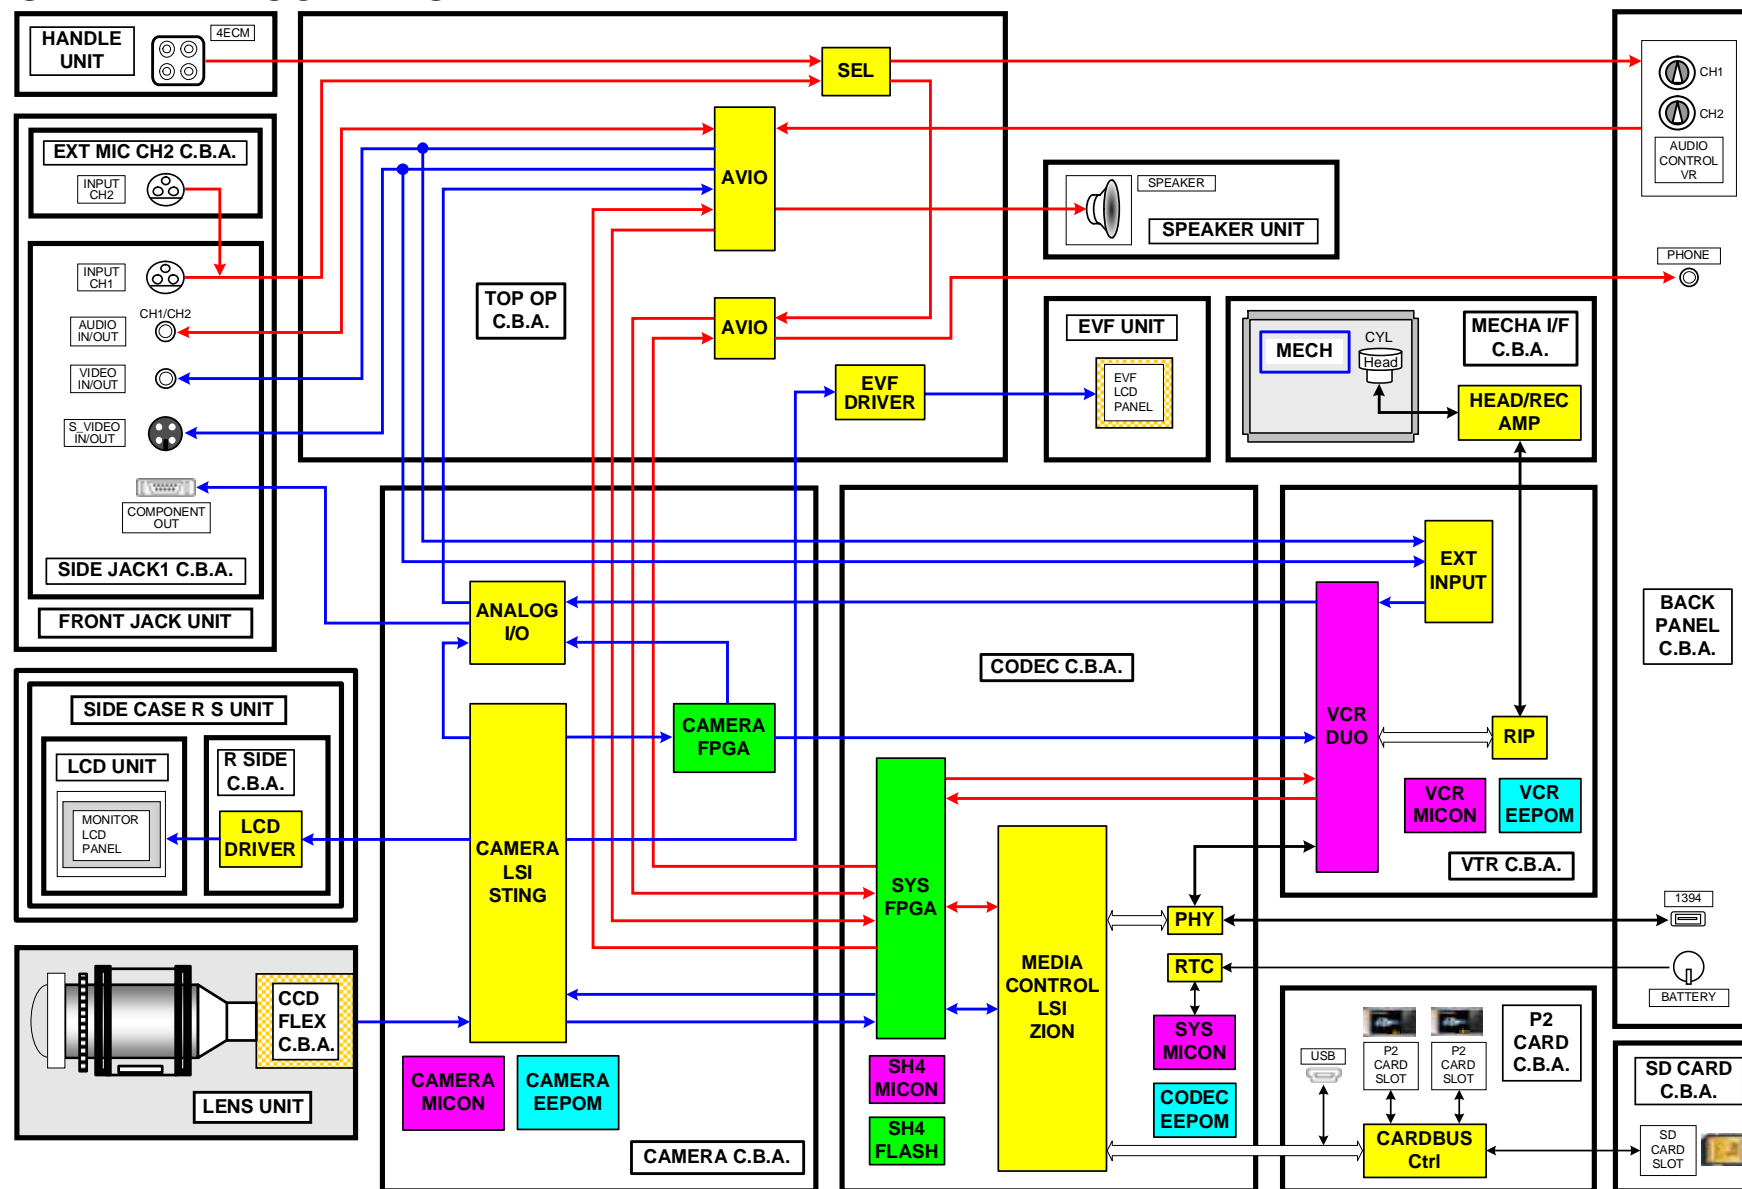 HANDLE
UNIT
4ECM
EXT MIC CH2 C.B.A.
INPUT
CH2
INPUT
CH1
CH1/CH2
AUDIO
IN/OUT
VIDEO
IN/OUT
S_VIDEO
IN/OUT
COMPONENT
OUT
SIDE JACK1 C.B.A.
FRONT JACK UNIT
SEL
AVIO
TOP OP
C.B.A.
AVIO
EVF
DRIVER
SPEAKER
SPEAKER UNIT
EVF UNIT
EVF
LCD
PANEL
MECH
CYL
Head
MECHA I/F
C.B.A.
HEAD/REC
AMP
CH1
CH2
AUDIO
CONTROL
VR
PHONE
BACK
PANEL
C.B.A.
1394
BATTERY
SIDE CASE R S UNIT
LCD UNIT
MONITOR
LCD
PANEL
R SIDE
C.B.A.
LCD
DRIVER
CCD
FLEX
C.B.A.
LENS UNIT
ANALOG
I/O
CAMERA
FPGA
CAMERA
LSI
STING
CAMERA
MICON
CAMERA
EEPOM
CAMERA C.B.A.
CODEC C.B.A.
SYS
FPGA
MEDIA
CONTROL
LSI
ZION
PHY
RTC
SYS
MICON
CODEC
EEPOM
SH4
MICON
SH4
FLASH
EXT
INPUT
VCR
DUO
RIP
VCR
MICON
VCR
EEPOM
VTR C.B.A.
USB
P2
CARD
SLOT
P2
CARD
SLOT
P2
CARD
C.B.A.
CARDBUS
Ctrl
SD CARD
C.B.A.
SD
CARD
SLOT